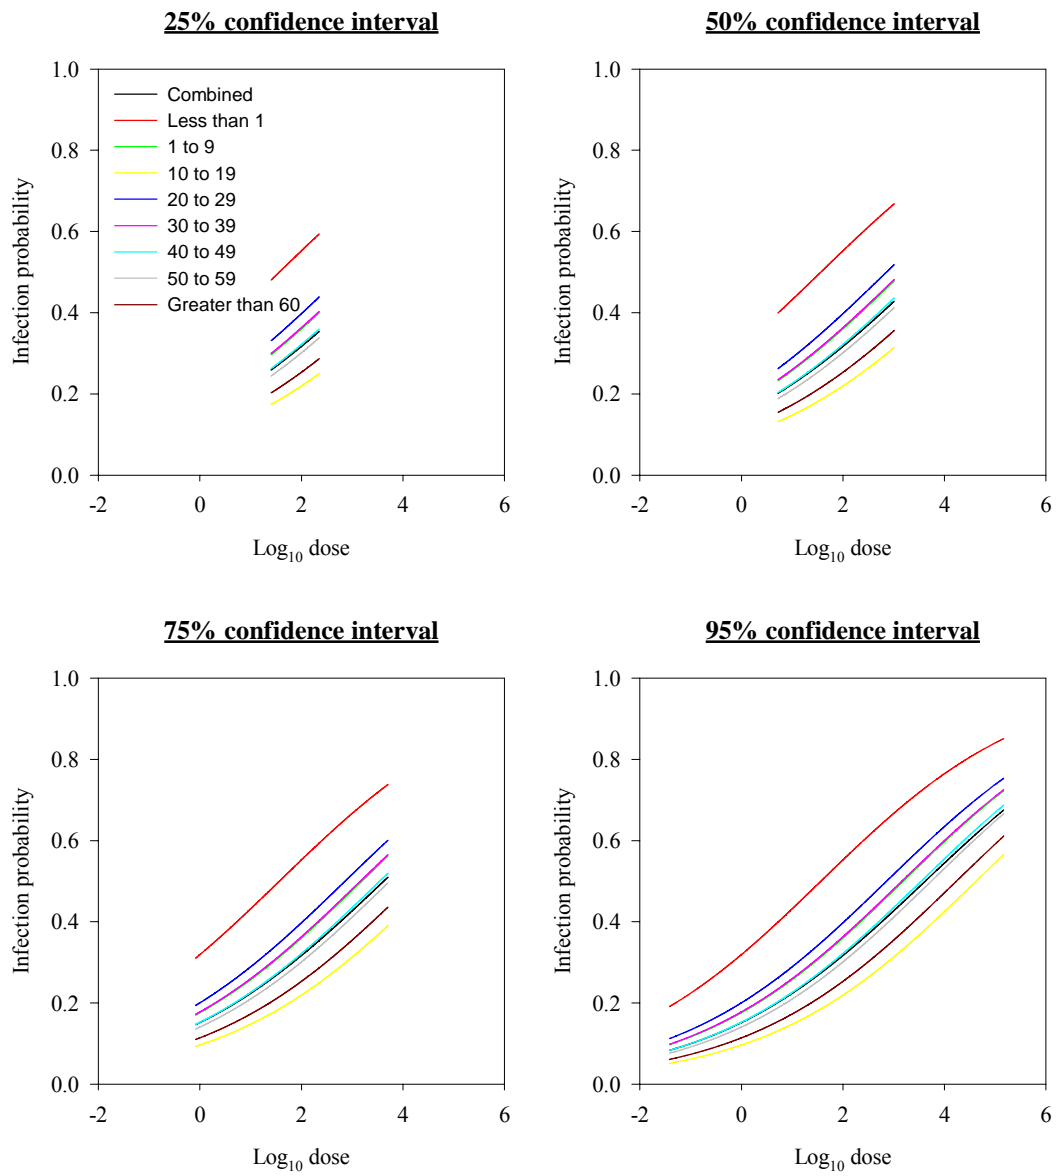 25% confidence interval
1.0
0.8
0.6
0.4
0.2
0.0
Infection probability
Combined
Less than 1
1 to 9
10 to 19
20 to 29
30 to 39
40 to 49
50 to 59
Greater than 60
-2 0 2 4 6
Log10 dose
50% confidence interval
1.0
0.8
0.6
0.4
0.2
0.0
Infection probability
-2 0 2 4 6
Log10 dose
75% confidence interval
1.0
0.8
0.6
0.4
0.2
0.0
Infection probability
-2 0 2 4 6
Log10 dose
95% confidence interval
1.0
0.8
0.6
0.4
0.2
0.0
Infection probability
-2 0 2 4 6
Log10 dose